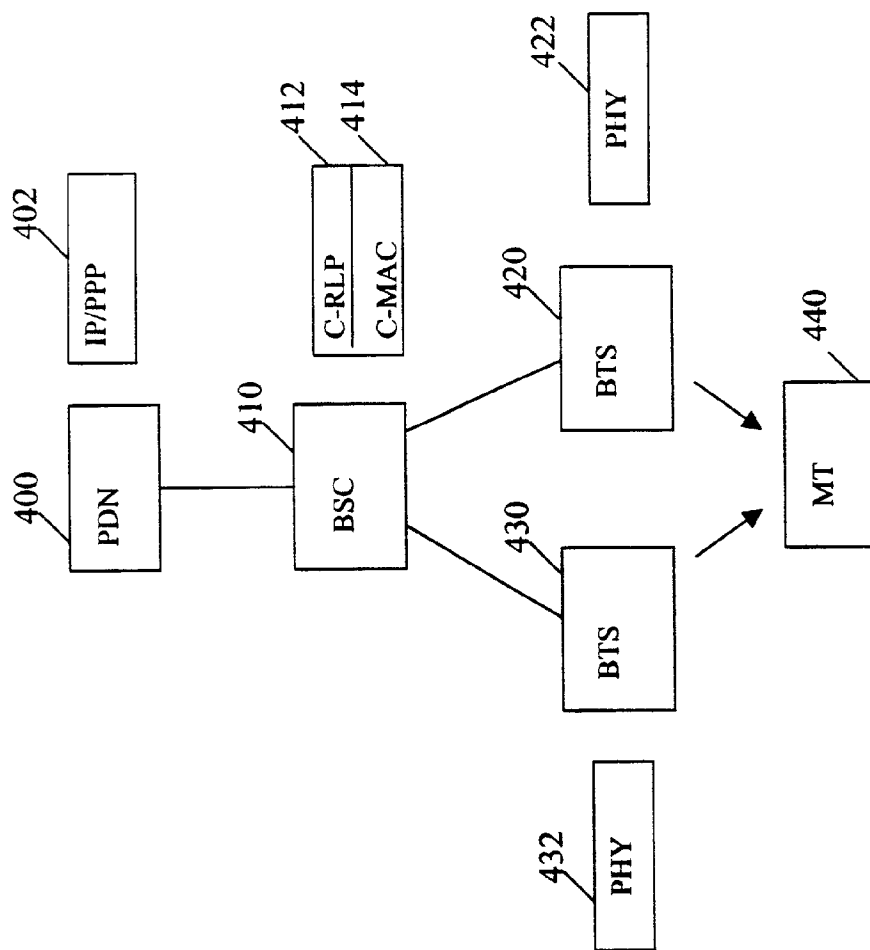 400
PDN
402
IP/PPP
410
BSC
412
C-RLP
414
C-MAC
430
BTS
432
PHY
420
BTS
422
PHY
440
MT